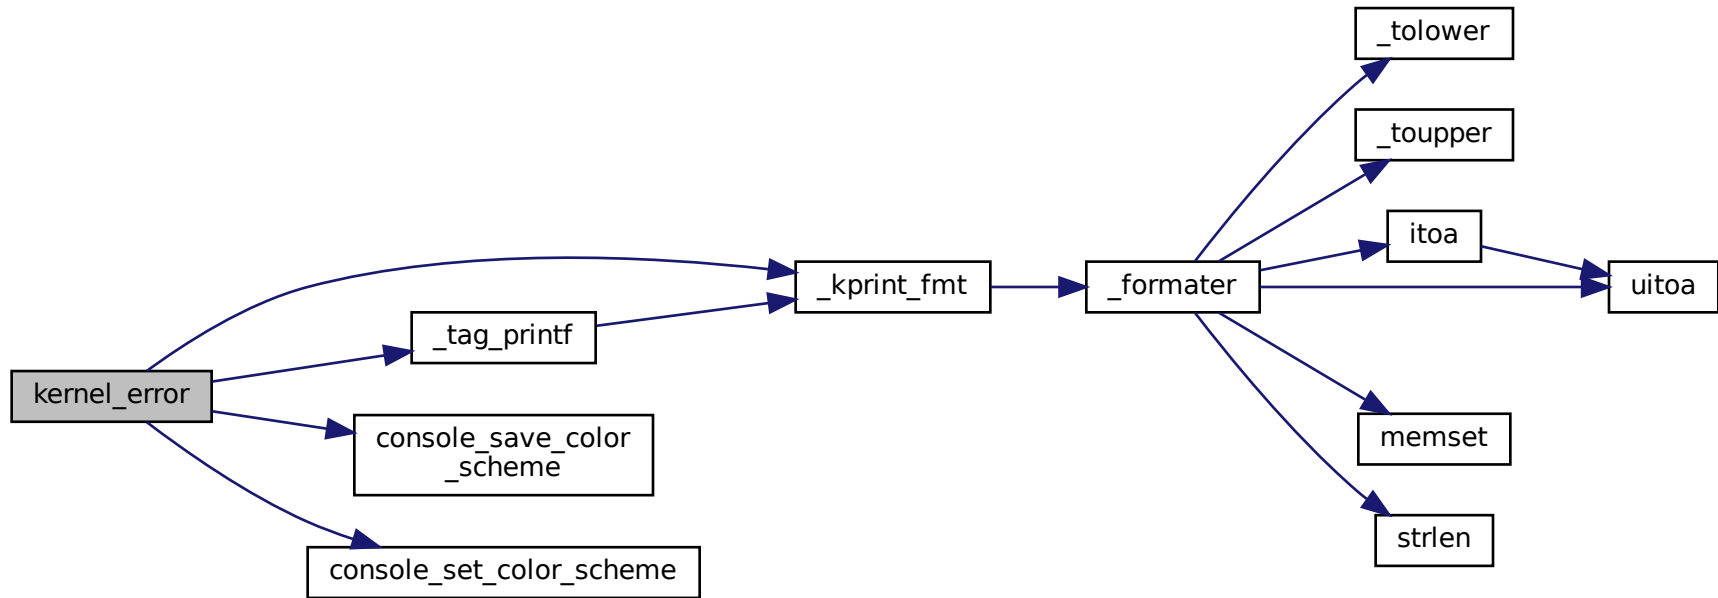 _tolower
_toupper
itoa
_kprint_fmt
_formater
uitoa
_tag_printf
kernel_error
console_save_color
_scheme
memset
strlen
console_set_color_scheme